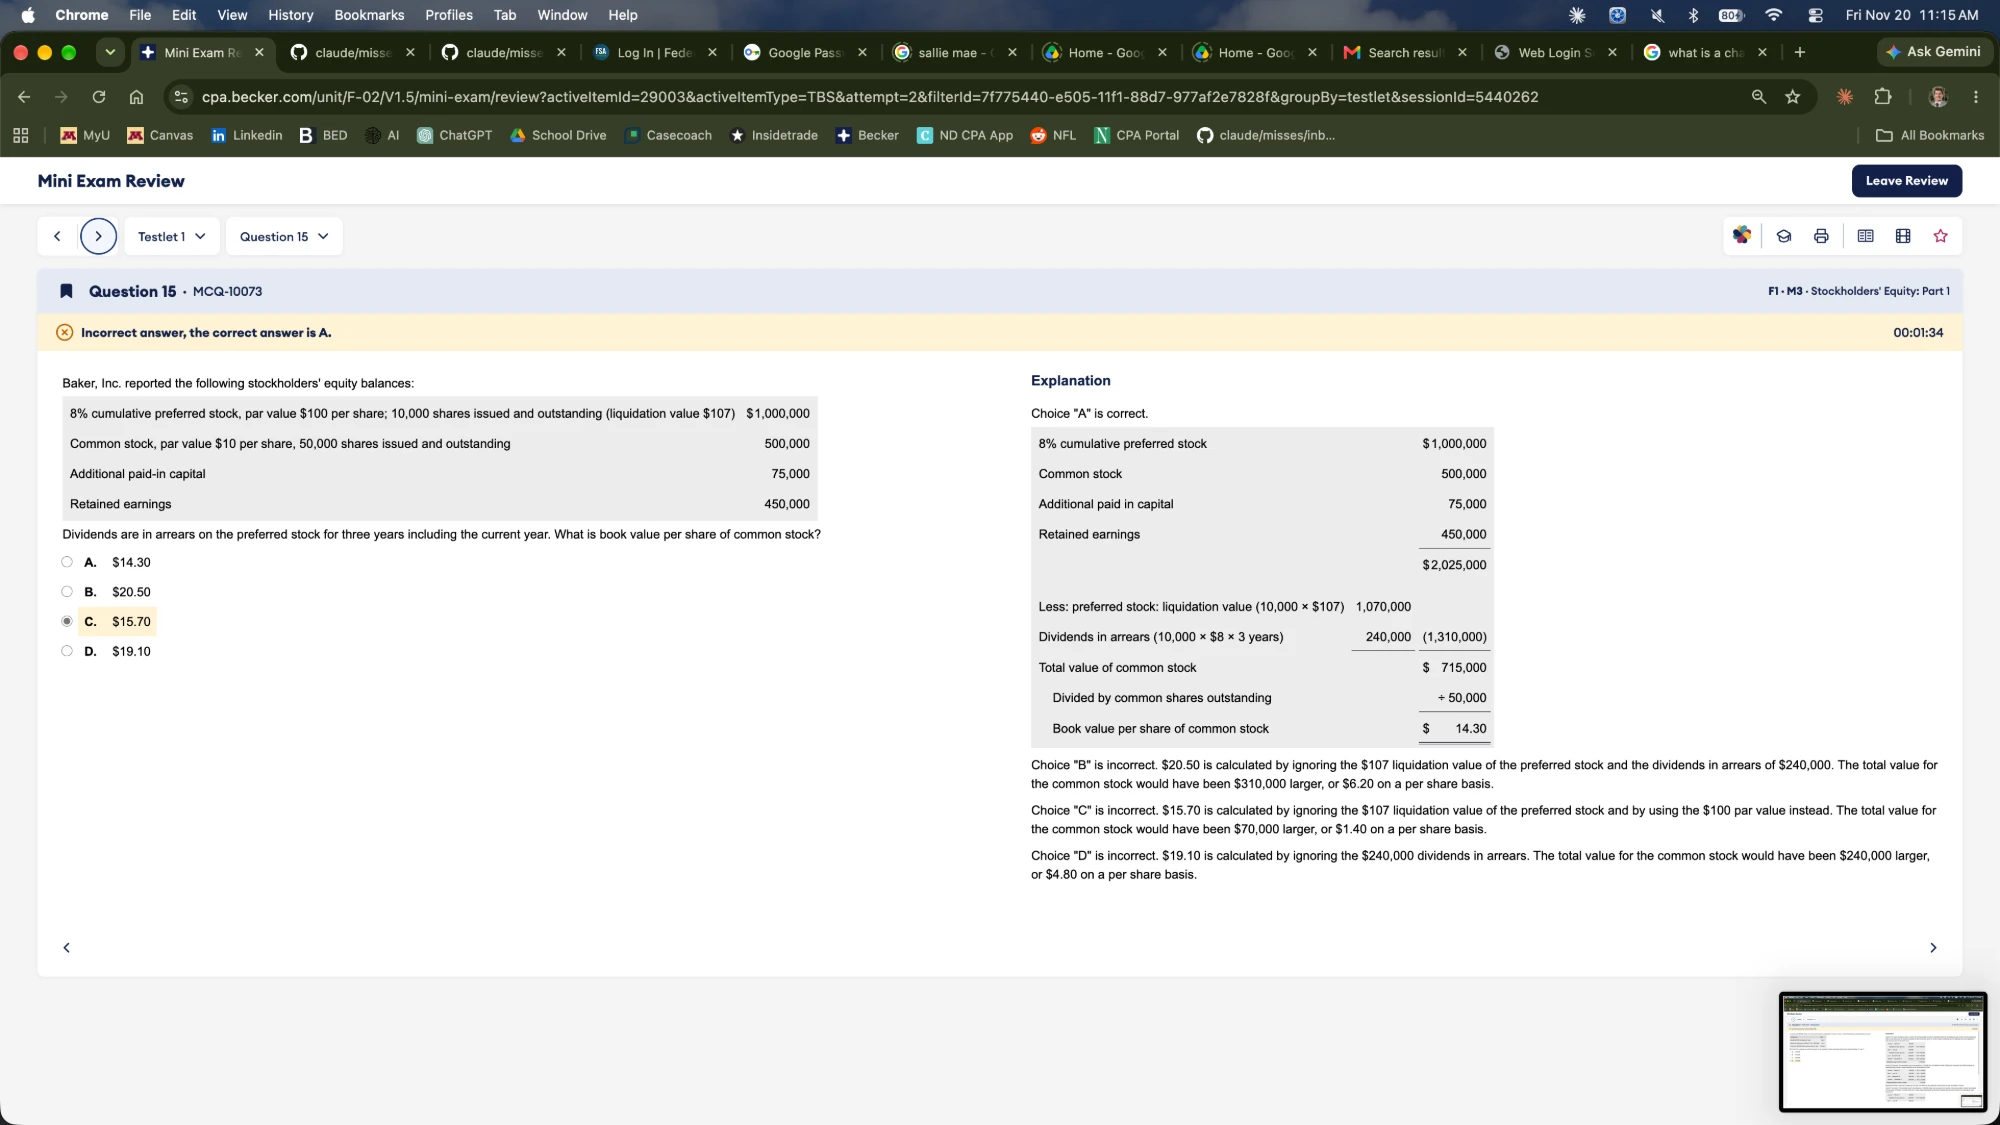 Chrome File Edit View History Bookmarks Profiles Tab Window Help
80
Fri Nov 20 11:15 AM
Mini Exam Re
claude/misse
claude/misse
FSA Log In | Fede
Google Pass
sallie mae -
Home - Goo
Home - Goo
Search resul
Web Login S
what is a cha
Ask Gemini
cpa.becker.com/unit/F-02/V1.5/mini-exam/review?activeItemId=29003&activeItemType=TBS&attempt=2&filterId=7f775440-e505-11f1-88d7-977af2e7828f&groupBy=testlet&sessionId=5440262
MyU Canvas Linkedin BED AI ChatGPT School Drive Casecoach Insidetrade Becker ND CPA App NFL CPA Portal claude/misses/inb...
All Bookmarks
Mini Exam Review
Leave Review
Testlet 1 Question 15
Question 15 · MCQ-10073
F1 · M3 · Stockholders' Equity: Part 1
Incorrect answer, the correct answer is A.
00:01:34
Baker, Inc. reported the following stockholders' equity balances:
8% cumulative preferred stock, par value $100 per share; 10,000 shares issued and outstanding (liquidation value $107) $1,000,000
Common stock, par value $10 per share, 50,000 shares issued and outstanding 500,000
Additional paid-in capital 75,000
Retained earnings 450,000
Dividends are in arrears on the preferred stock for three years including the current year. What is book value per share of common stock?
A. $14.30
B. $20.50
C. $15.70
D. $19.10
Explanation
Choice "A" is correct.
8% cumulative preferred stock $1,000,000
Common stock 500,000
Additional paid in capital 75,000
Retained earnings 450,000
$2,025,000
Less: preferred stock: liquidation value (10,000 × $107) 1,070,000
Dividends in arrears (10,000 × $8 × 3 years) 240,000 (1,310,000)
Total value of common stock $ 715,000
Divided by common shares outstanding ÷ 50,000
Book value per share of common stock $ 14.30
Choice "B" is incorrect. $20.50 is calculated by ignoring the $107 liquidation value of the preferred stock and the dividends in arrears of $240,000. The total value for
the common stock would have been $310,000 larger, or $6.20 on a per share basis.
Choice "C" is incorrect. $15.70 is calculated by ignoring the $107 liquidation value of the preferred stock and by using the $100 par value instead. The total value for
the common stock would have been $70,000 larger, or $1.40 on a per share basis.
Choice "D" is incorrect. $19.10 is calculated by ignoring the $240,000 dividends in arrears. The total value for the common stock would have been $240,000 larger,
or $4.80 on a per share basis.